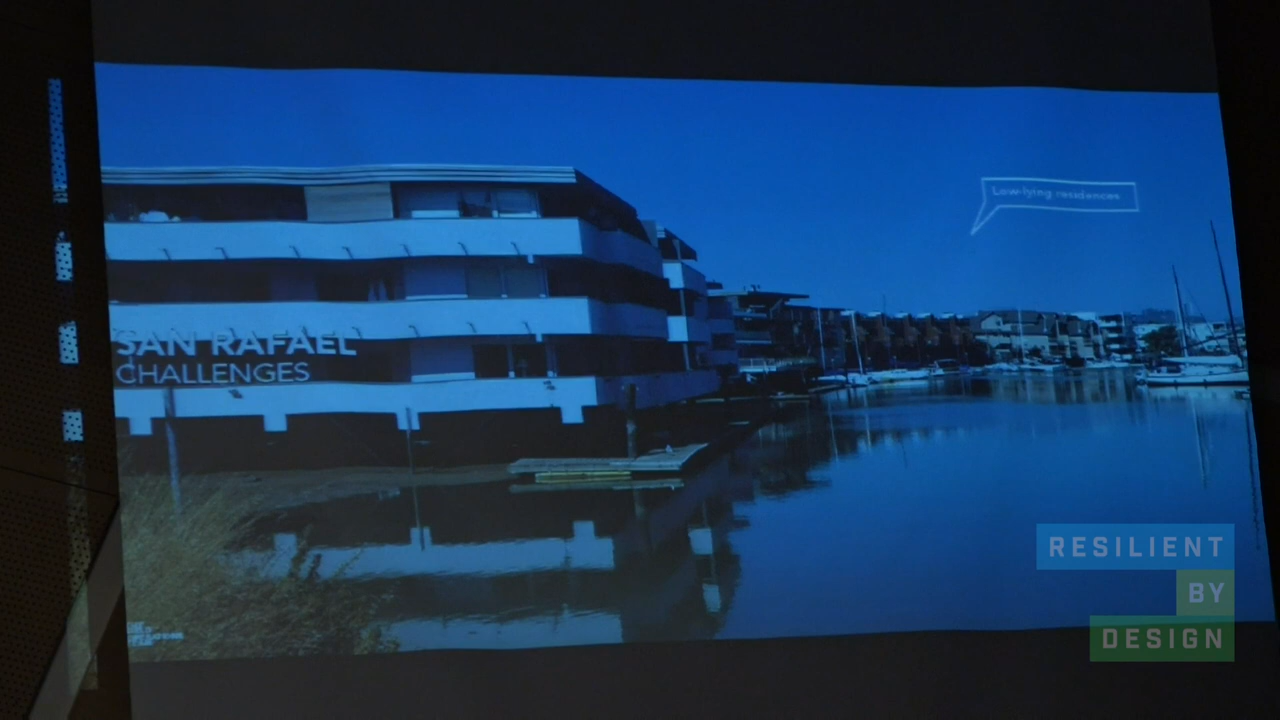 Low-lying residences
SAN RAFAEL
CHALLENGES
RESILIENT
BY
DESIGN